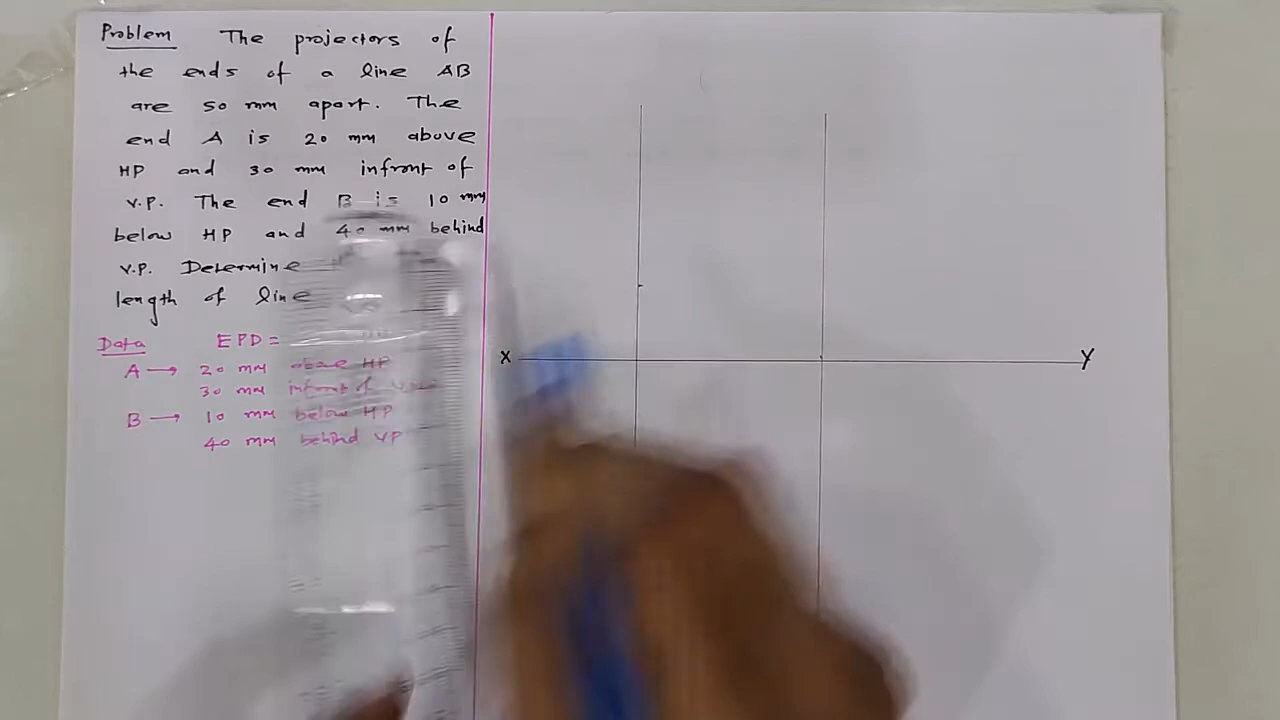 Problem The projectors of
the ends of a line AB
are 50 mm apart. The
end A is 20 mm above
HP and 30 mm infront of
V.P. The end B is 10 mm
below HP and 40 mm behind
V.P. Determine
length of line
Data EPD =
A → 20 mm above HP
30 mm infront of
B → 10 mm below HP
40 mm behind VP
X Y